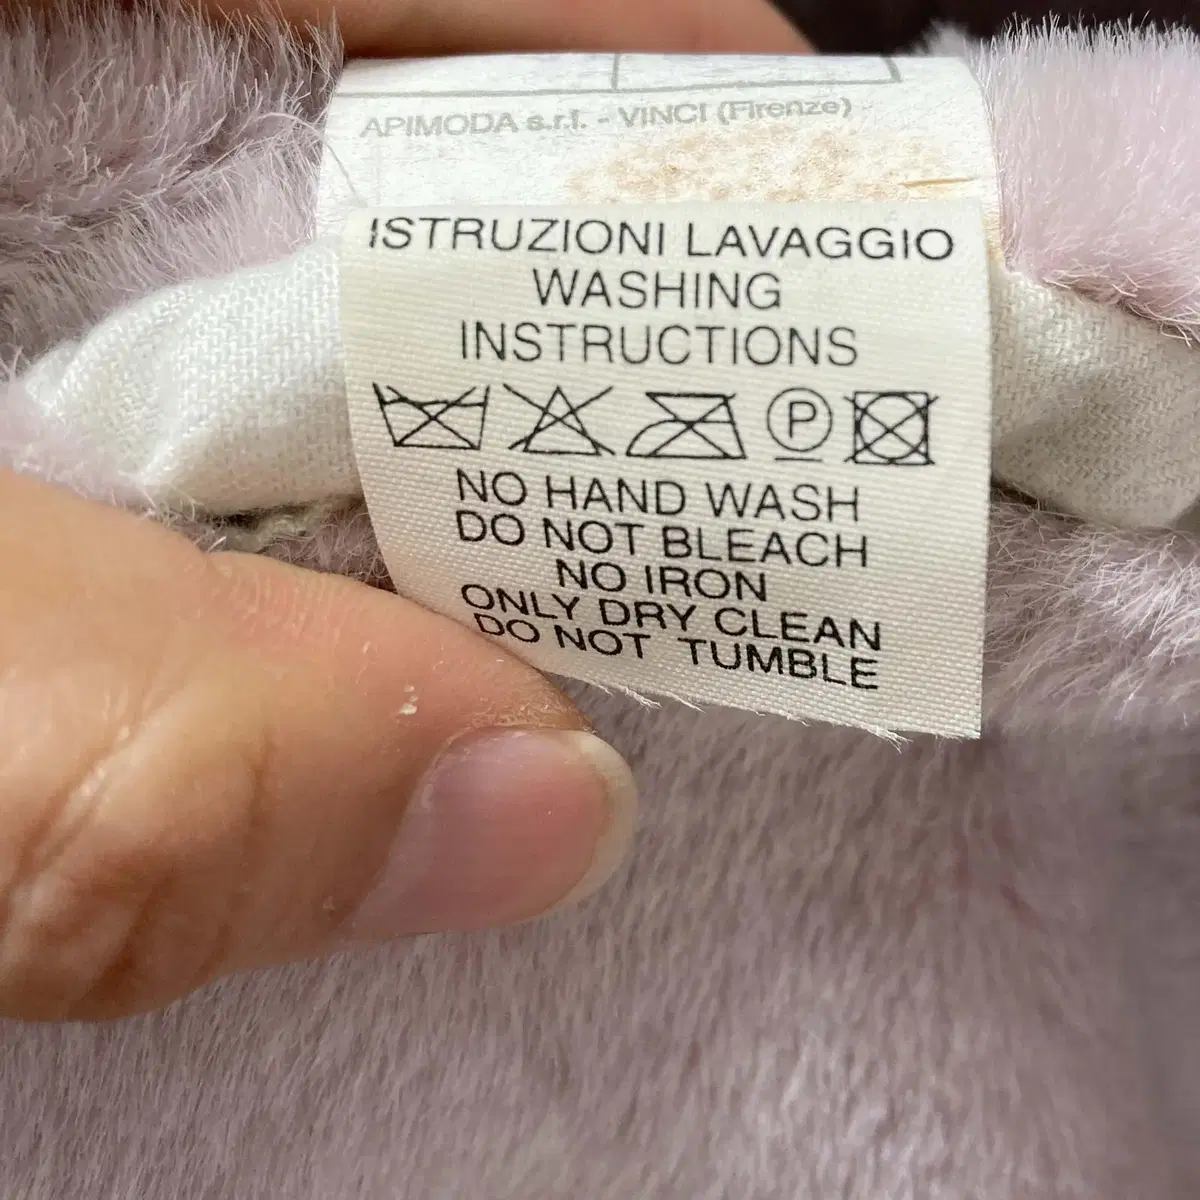 APIMODA s.r.l. - VINCI (Firenze)
ISTRUZIONI LAVAGGIO
WASHING
INSTRUCTIONS
P
NO HAND WASH
DO NOT BLEACH
NO IRON
ONLY DRY CLEAN
DO NOT TUMBLE